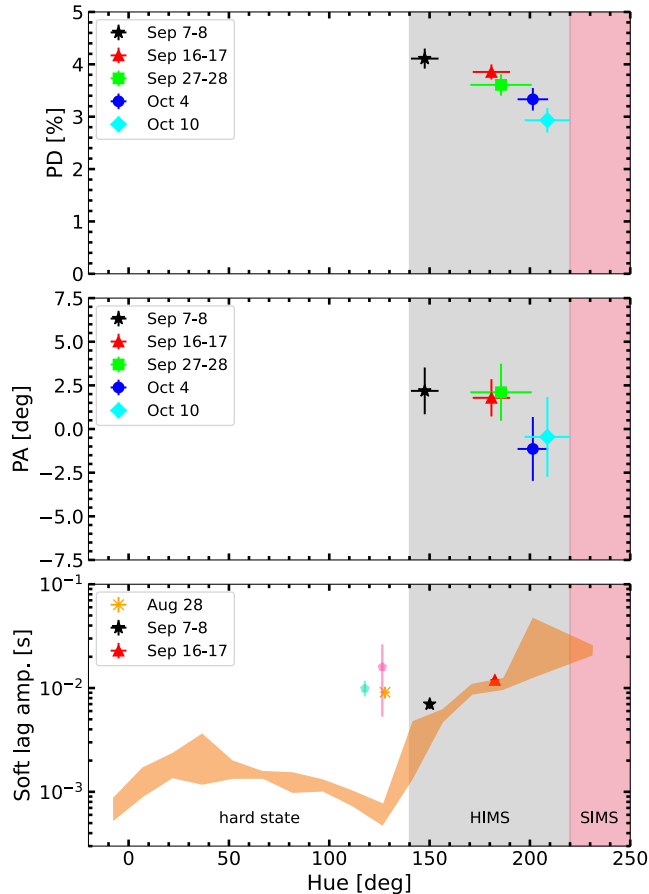 Sep 7-8
Sep 16-17
Sep 27-28
Oct 4
Oct 10
PD [%]
5
4
3
2
1
0
Sep 7-8
Sep 16-17
Sep 27-28
Oct 4
Oct 10
PA [deg]
7.5
5.0
2.5
0.0
−2.5
−5.0
−7.5
Aug 28
Sep 7-8
Sep 16-17
Soft lag amp. [s]
10⁻¹
10⁻²
10⁻³
hard state
HIMS
SIMS
0 50 100 150 200 250
Hue [deg]